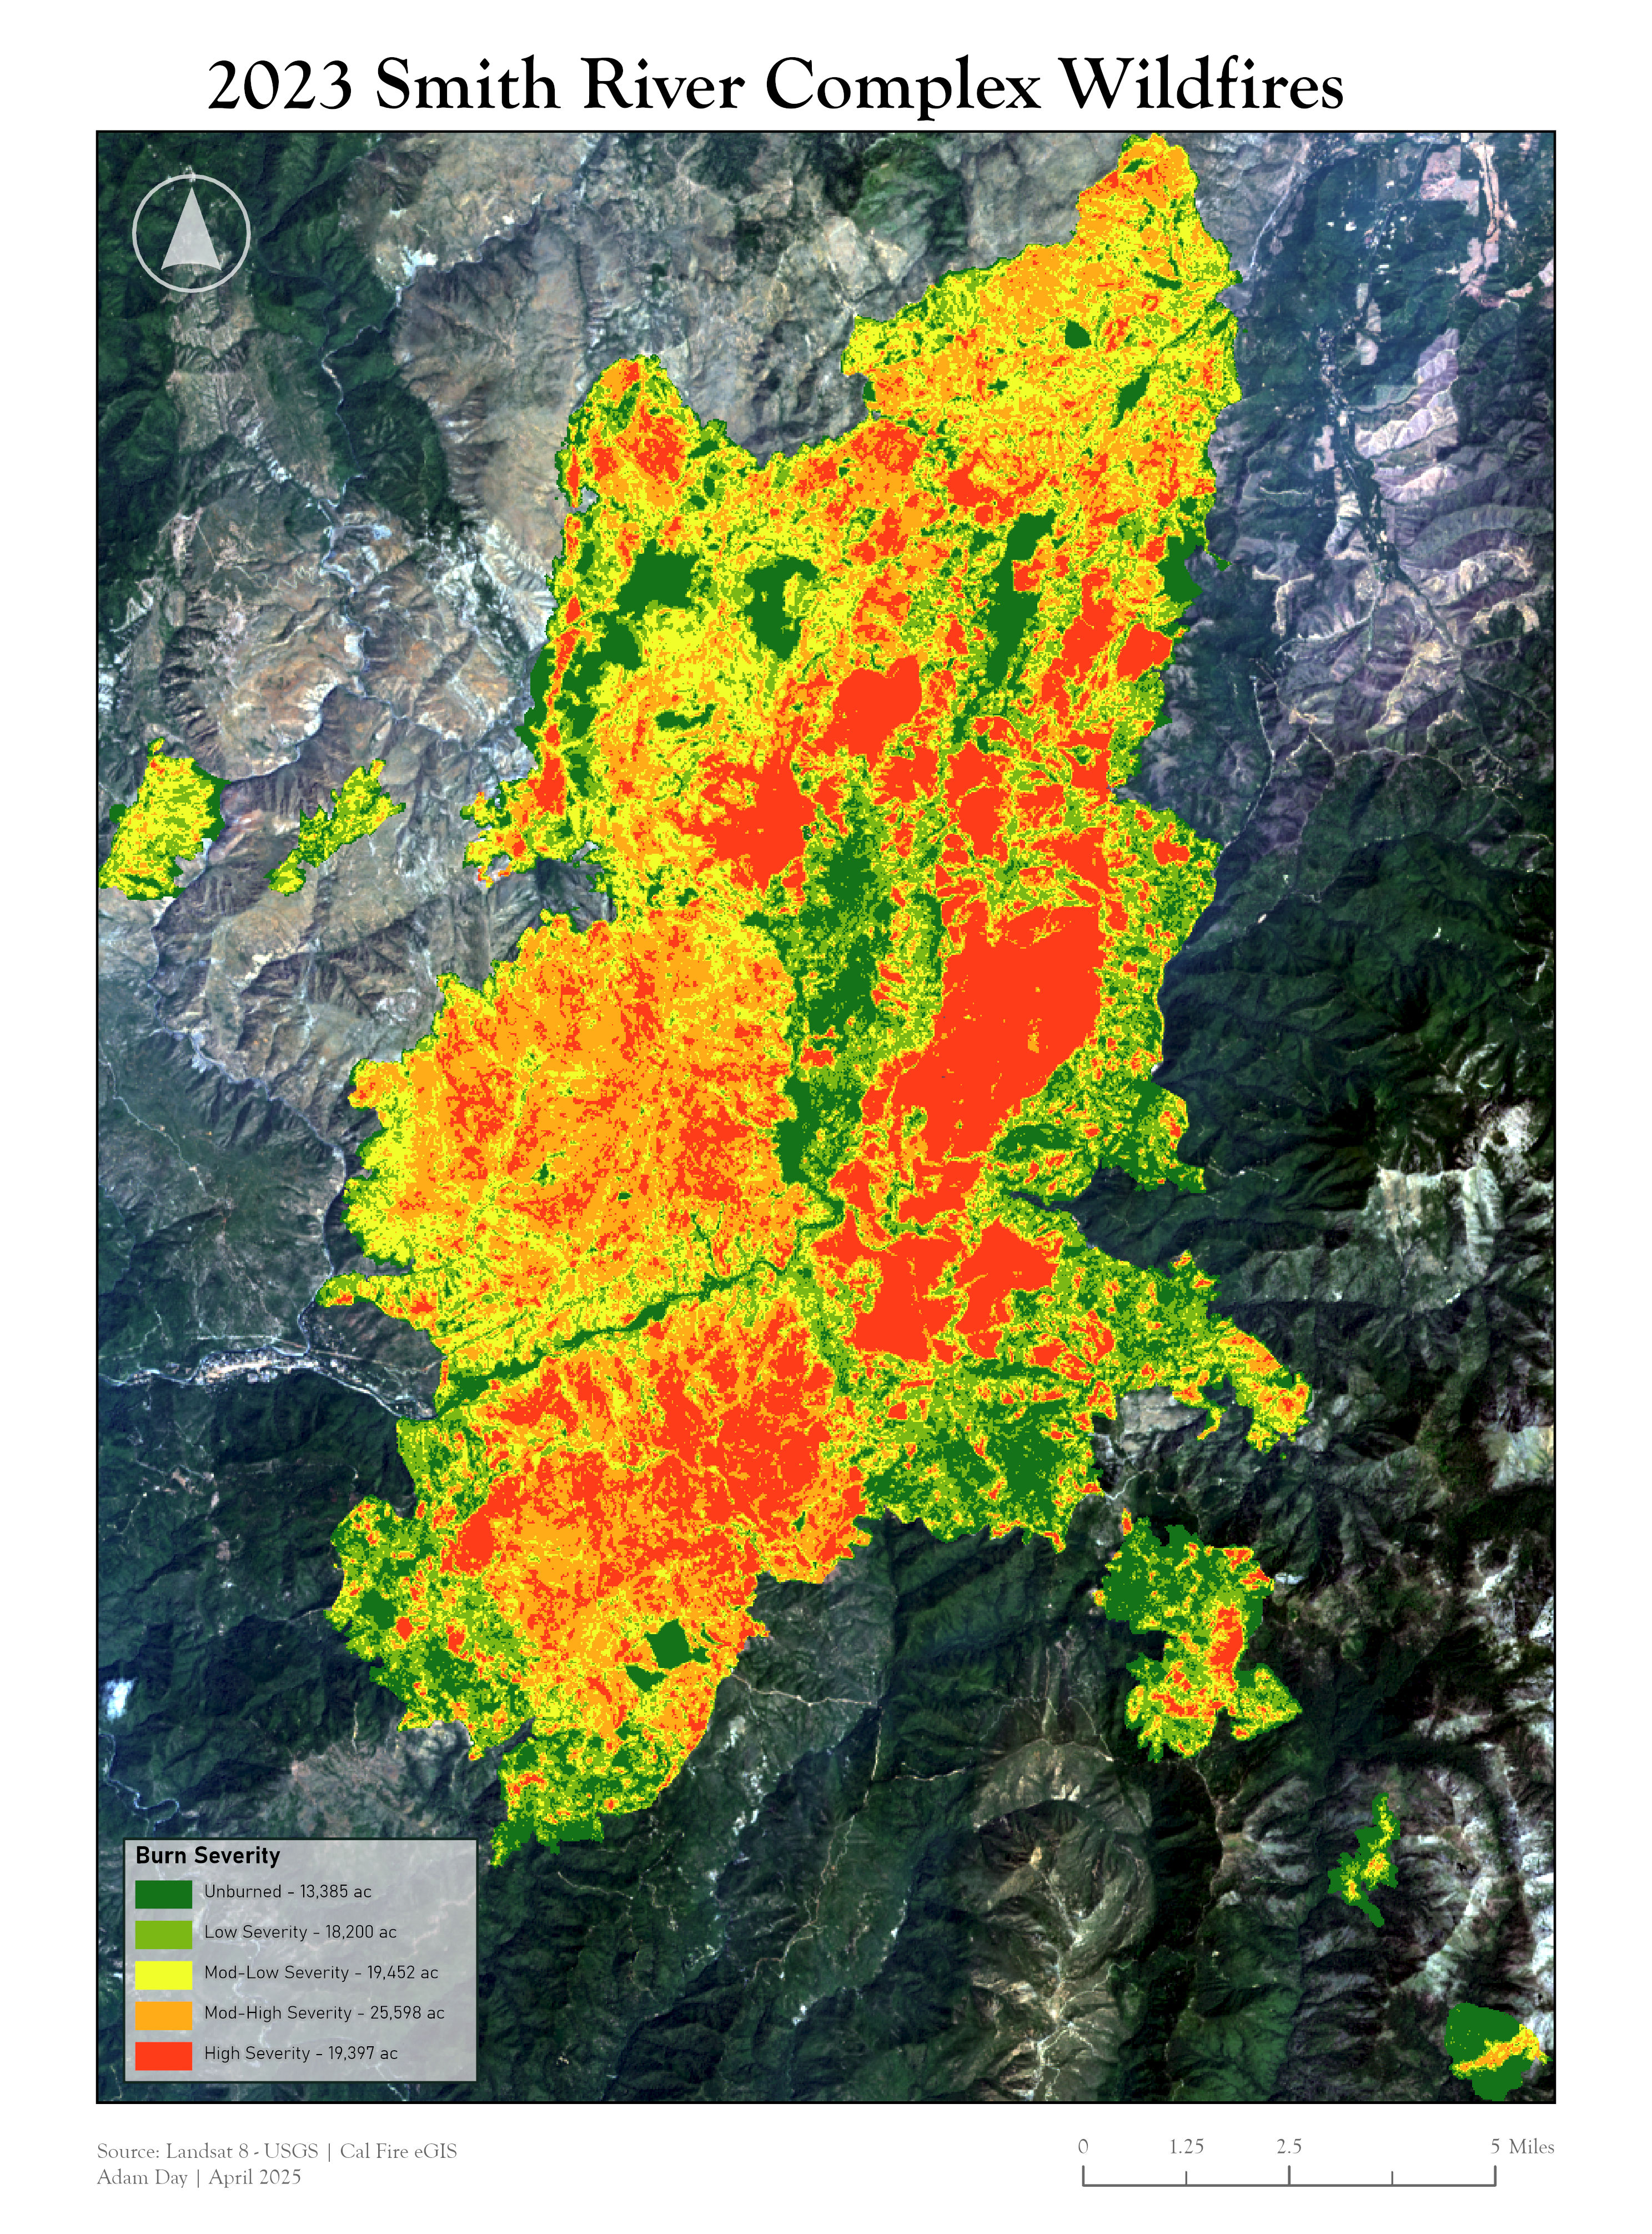 2023 Smith River Complex Wildfires
Burn Severity
Unburned - 13,385 ac
Low Severity - 18,200 ac
Mod-Low Severity - 19,452 ac
Mod-High Severity - 25,598 ac
High Severity - 19,397 ac
Source: Landsat 8 - USGS | Cal Fire eGIS
Adam Day | April 2025
0 1.25 2.5 5 Miles